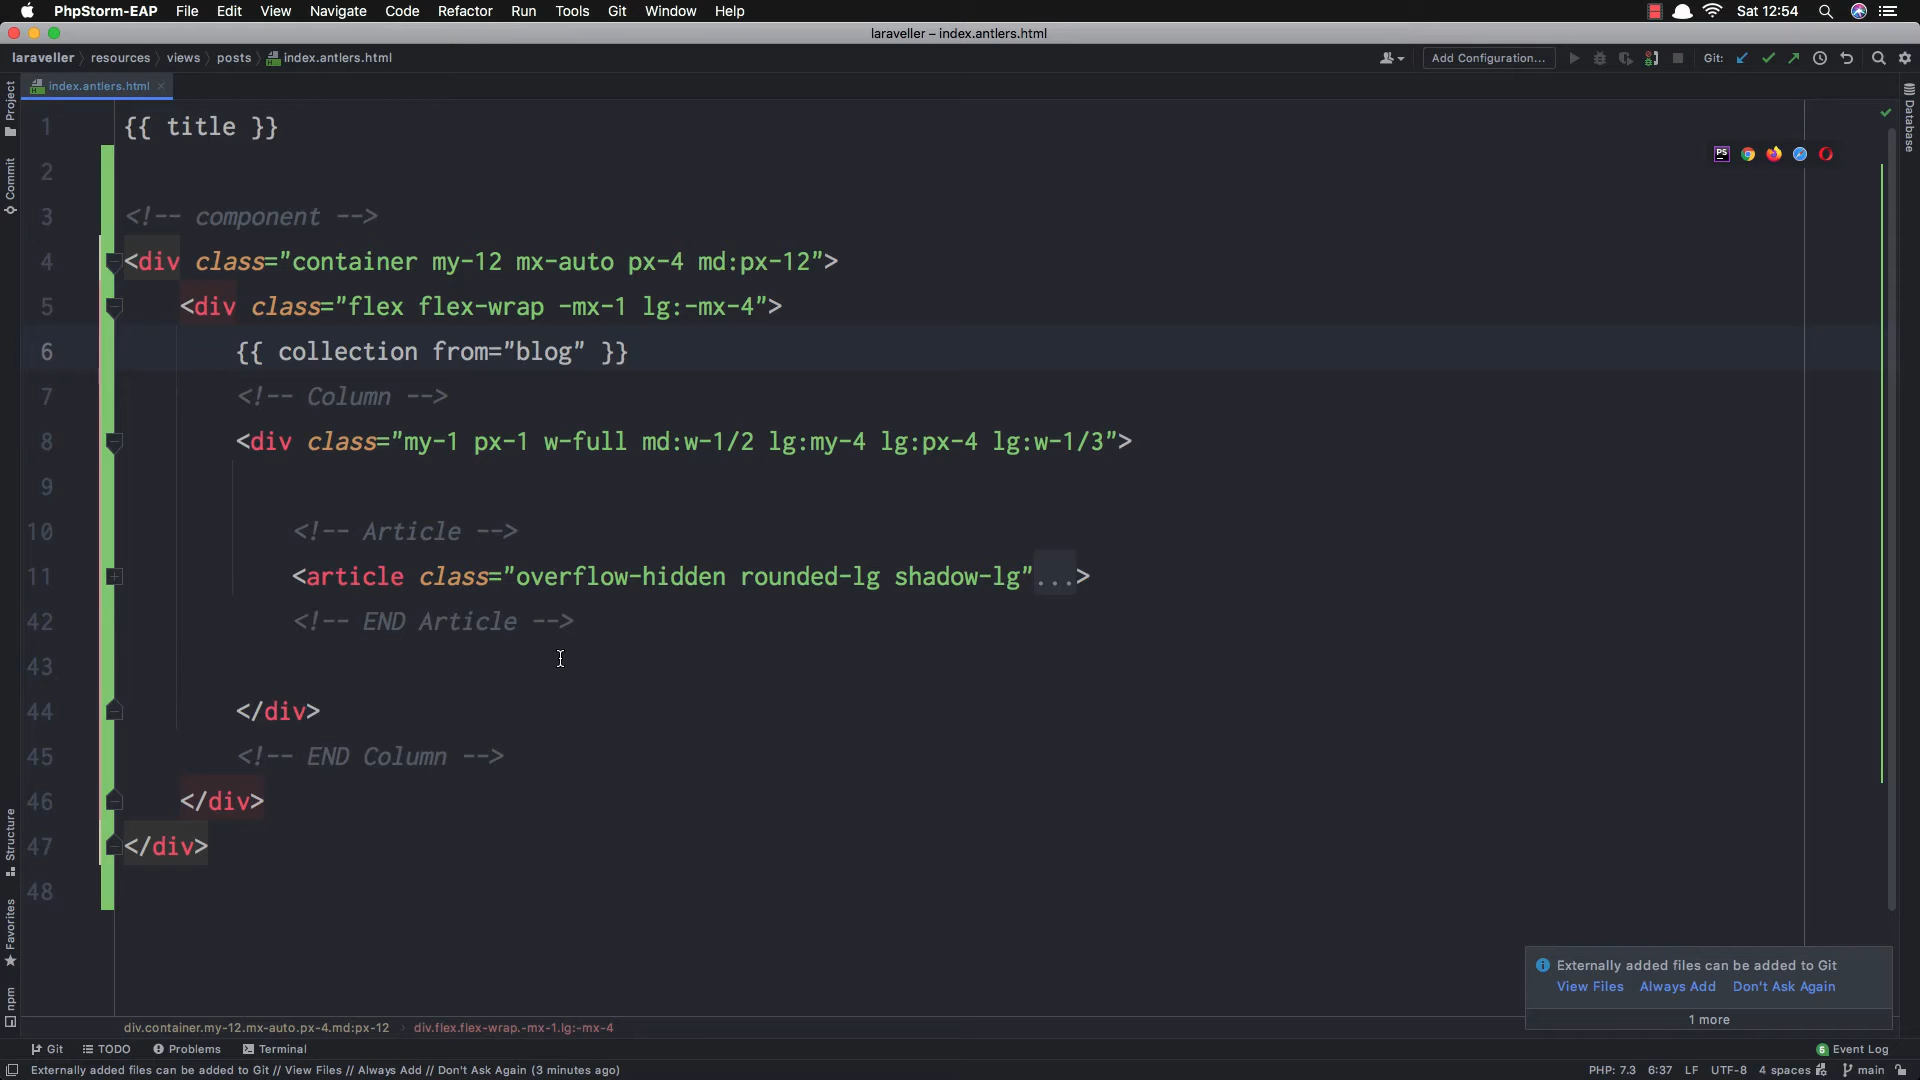 PhpStorm-EAP File Edit View Navigate Code Refactor Run Tools Git Window Help Sat 12:54
laraveller – index.antlers.html
laraveller resources views posts index.antlers.html Add Configuration... Git:
index.antlers.html
Project
Commit
Structure
Favorites
npm
Database
1 {{ title }}
2
3 <!-- component -->
4 <div class="container my-12 mx-auto px-4 md:px-12">
5 <div class="flex flex-wrap -mx-1 lg:-mx-4">
6 {{ collection from="blog" }}
7 <!-- Column -->
8 <div class="my-1 px-1 w-full md:w-1/2 lg:my-4 lg:px-4 lg:w-1/3">
9
10 <!-- Article -->
11 <article class="overflow-hidden rounded-lg shadow-lg"...>
42 <!-- END Article -->
43
44 </div>
45 <!-- END Column -->
46 </div>
47 </div>
48
PS
Externally added files can be added to Git
View Files Always Add Don't Ask Again
1 more
div.container.my-12.mx-auto.px-4.md:px-12 div.flex.flex-wrap.-mx-1.lg:-mx-4
Git TODO Problems Terminal 6 Event Log
Externally added files can be added to Git // View Files // Always Add // Don't Ask Again (3 minutes ago) PHP: 7.3 6:37 LF UTF-8 4 spaces main